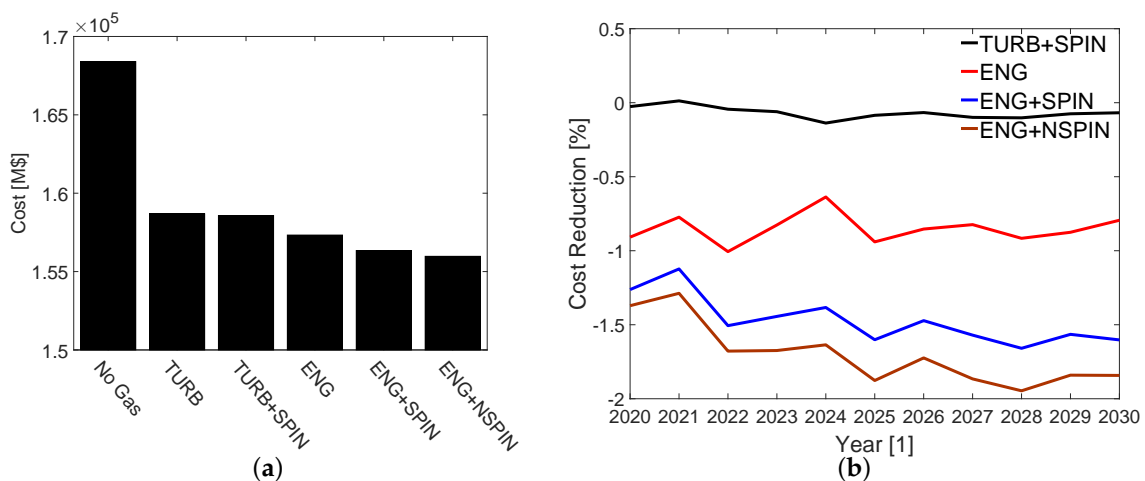 ×10^5
Cost [M$]
1.7
1.65
1.6
1.55
1.5
No Gas
TURB
TURB+SPIN
ENG
ENG+SPIN
ENG+NSPIN
(a)
Cost Reduction [%]
0.5
0
-0.5
-1
-1.5
-2
TURB+SPIN
ENG
ENG+SPIN
ENG+NSPIN
2020 2021 2022 2023 2024 2025 2026 2027 2028 2029 2030
Year [1]
(b)